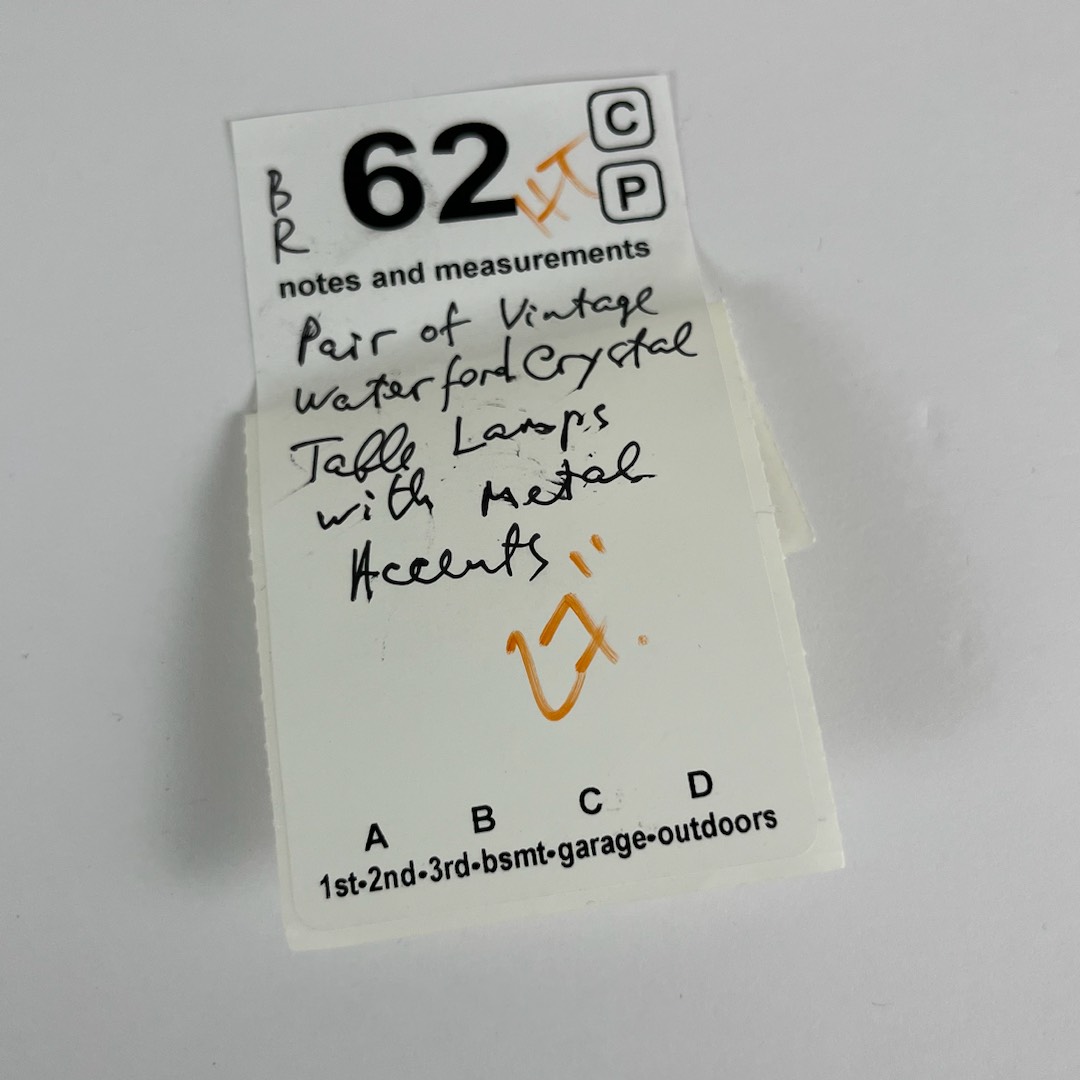 BR 62 HT C
P
notes and measurements
Pair of Vintage
Waterford Crystal
Table Lamps
with Metal
Accents
A B C D
1st•2nd•3rd•bsmt•garage•outdoors